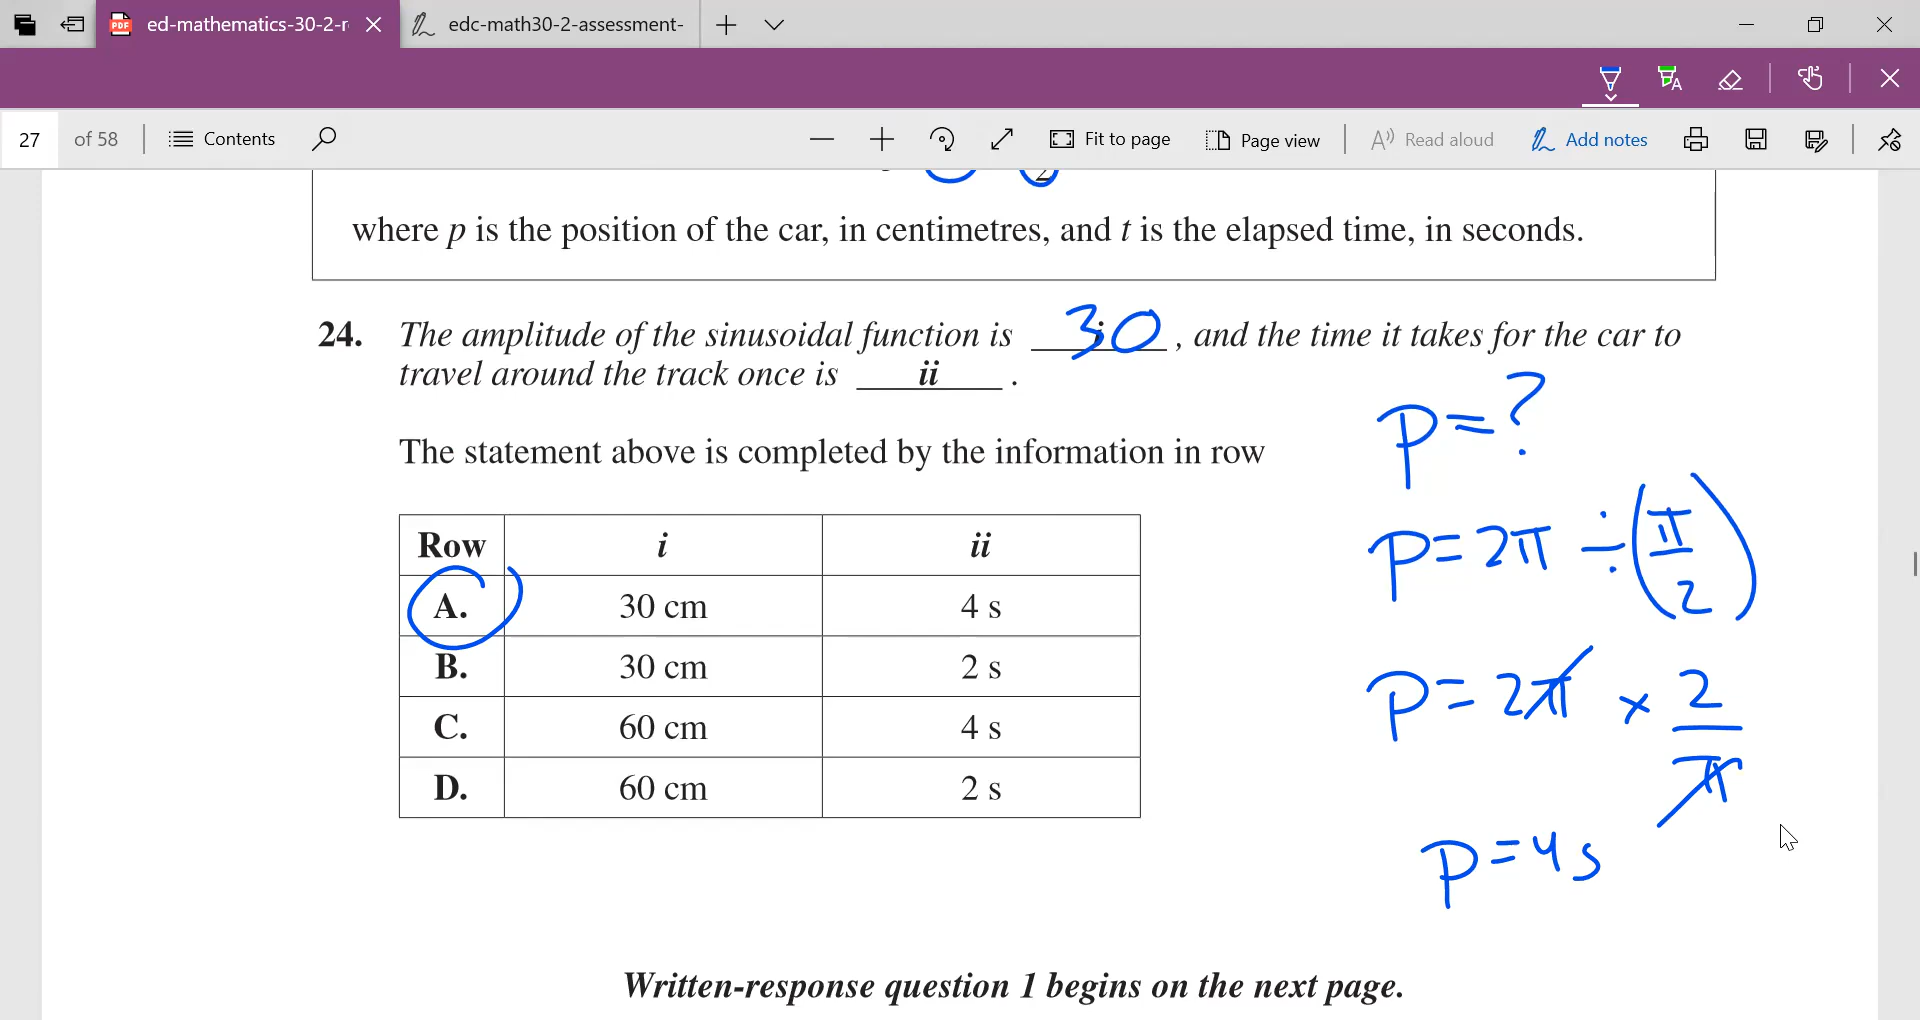 ed-mathematics-30-2-r
edc-math30-2-assessment-
27 of 58 Contents Fit to page Page view Read aloud Add notes
2
where p is the position of the car, in centimetres, and t is the elapsed time, in seconds.
24. The amplitude of the sinusoidal function is 30, and the time it takes for the car to
travel around the track once is ii .
The statement above is completed by the information in row
Row i ii
A. 30 cm 4 s
B. 30 cm 2 s
C. 60 cm 4 s
D. 60 cm 2 s
p=?
p=2π ÷(π/2)
p=2π × 2/π
p=4s
Written-response question 1 begins on the next page.